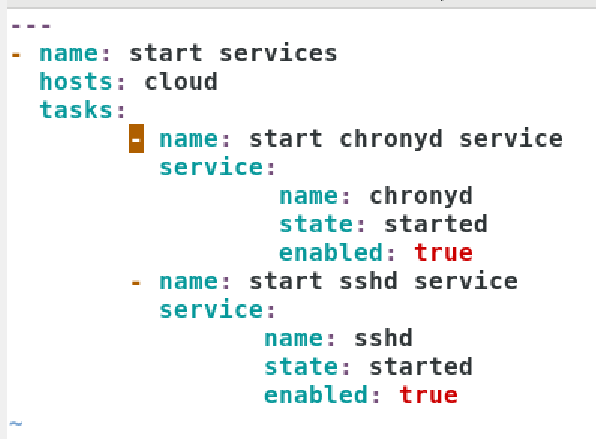 ---
- name: start services
  hosts: cloud
  tasks:
        - name: start chronyd service
          service:
                  name: chronyd
                  state: started
                  enabled: true
        - name: start sshd service
          service:
                 name: sshd
                 state: started
                 enabled: true
~